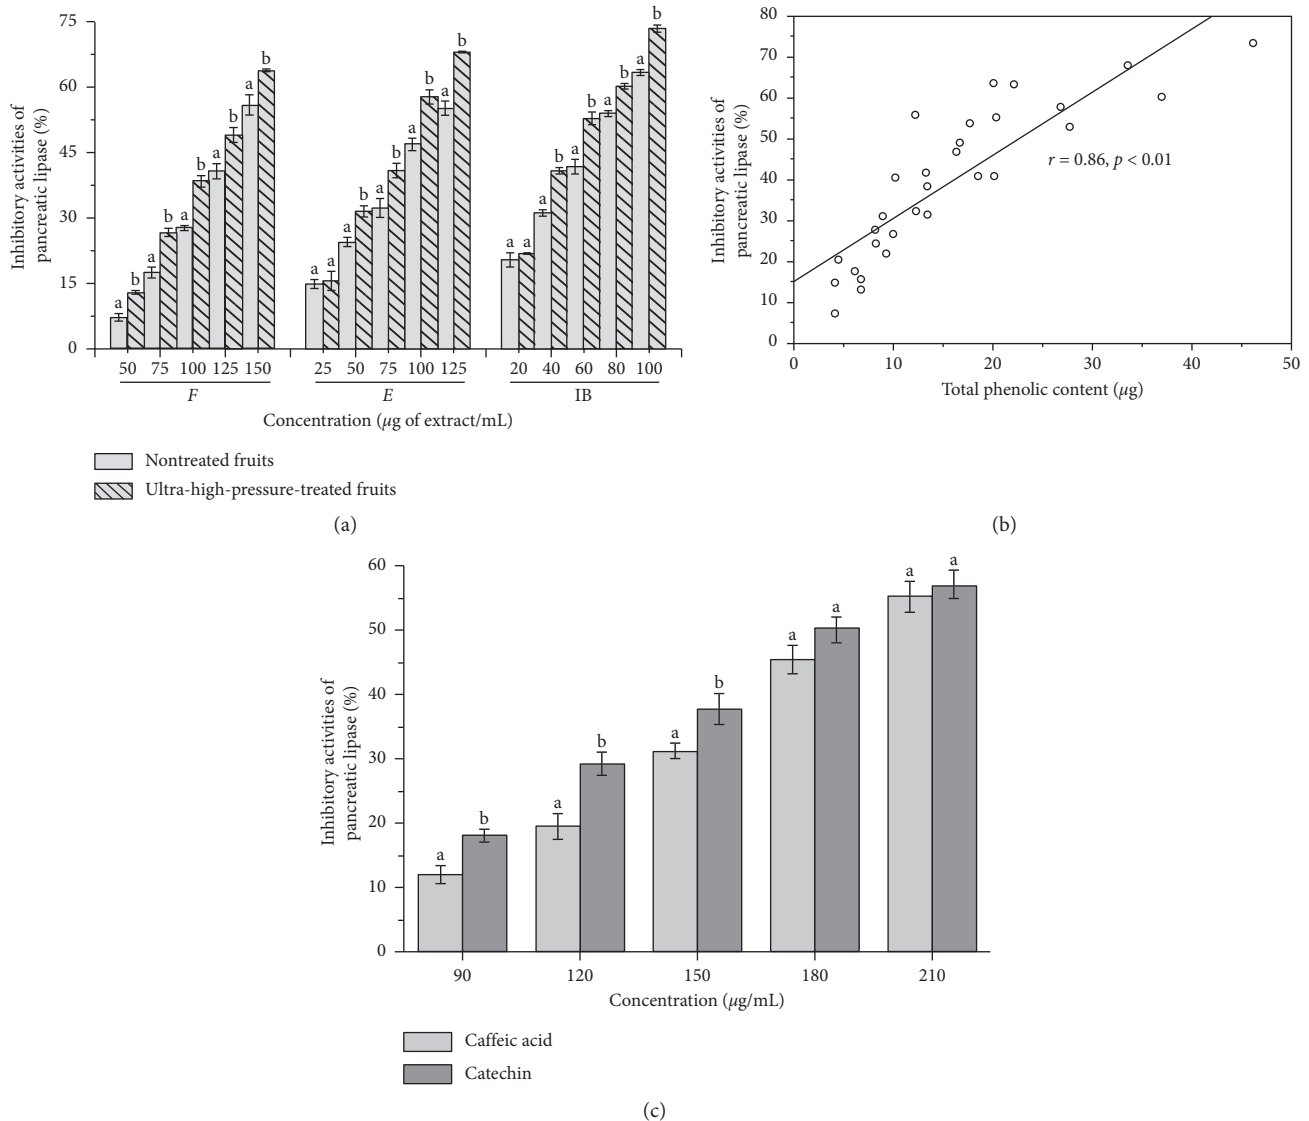 75
60
45
30
15
0
Inhibitory activities of
pancreatic lipase (%)
a b a b a b a b a b
a a a b a b a b a b
a a a b a b a b a b
50 75 100 125 150
25 50 75 100 125
20 40 60 80 100
F E IB
Concentration (μg of extract/mL)
Nontreated fruits
Ultra-high-pressure-treated fruits
(a)
80
70
60
50
40
30
20
10
0
Inhibitory activities of
pancreatic lipase (%)
r = 0.86, p < 0.01
0 10 20 30 40 50
Total phenolic content (μg)
(b)
60
50
40
30
20
10
0
Inhibitory activities of
pancreatic lipase (%)
a b a b a b a a a a
90 120 150 180 210
Concentration (μg/mL)
Caffeic acid
Catechin
(c)